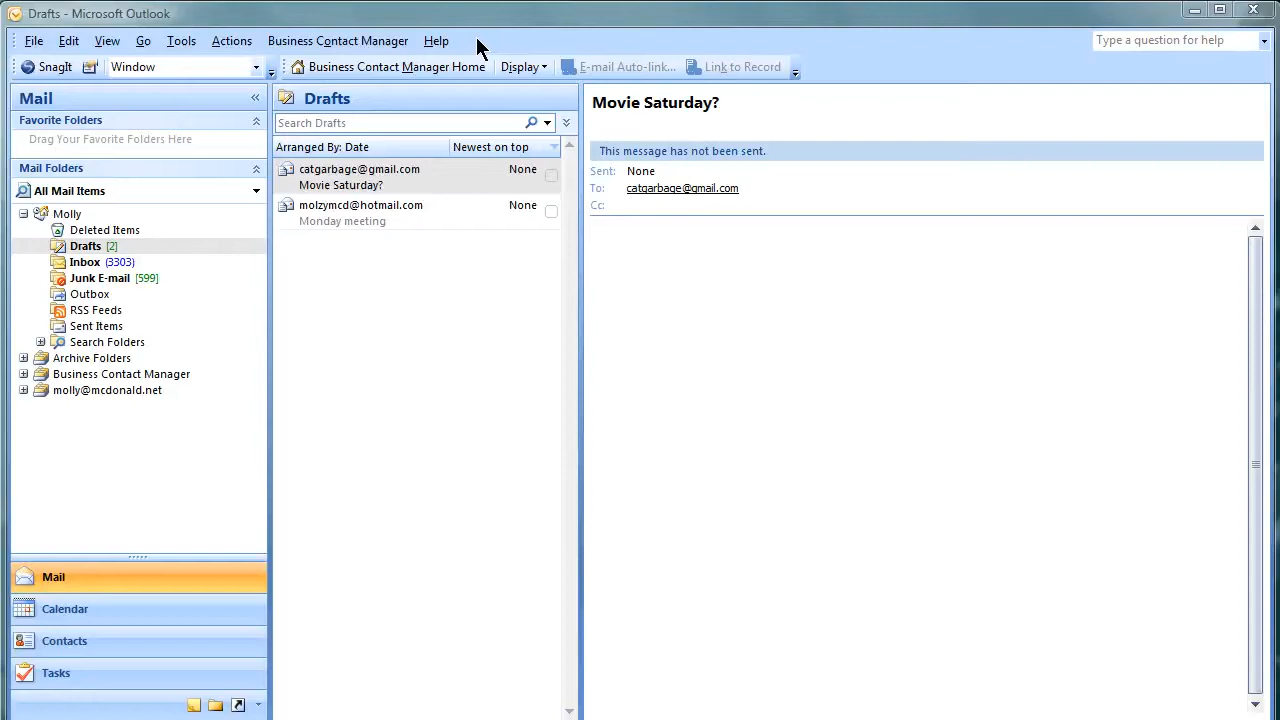 Drafts - Microsoft Outlook
File Edit View Go Tools Actions Business Contact Manager Help
Type a question for help
SnagIt Window Business Contact Manager Home Display E-mail Auto-link... Link to Record
Mail
Favorite Folders
Drag Your Favorite Folders Here
Mail Folders
All Mail Items
Molly
Deleted Items
Drafts [2]
Inbox (3303)
Junk E-mail [599]
Outbox
RSS Feeds
Sent Items
Search Folders
Archive Folders
Business Contact Manager
molly@mcdonald.net
Mail
Calendar
Contacts
Tasks
Drafts
Search Drafts
Arranged By: Date Newest on top
catgarbage@gmail.com None
Movie Saturday?
molzymcd@hotmail.com None
Monday meeting
Movie Saturday?
This message has not been sent.
Sent: None
To: catgarbage@gmail.com
Cc: